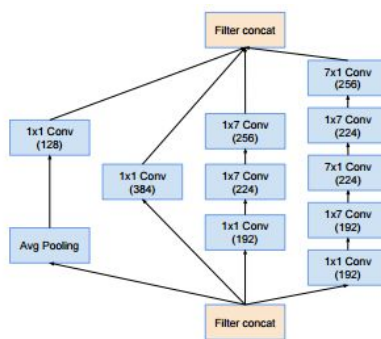 Filter concat
7x1 Conv
(256)
1x1 Conv
(128)
1x7 Conv
(256)
1x7 Conv
(224)
1x1 Conv
(384)
1x7 Conv
(224)
7x1 Conv
(224)
Avg Pooling
1x1 Conv
(192)
1x7 Conv
(192)
1x1 Conv
(192)
Filter concat